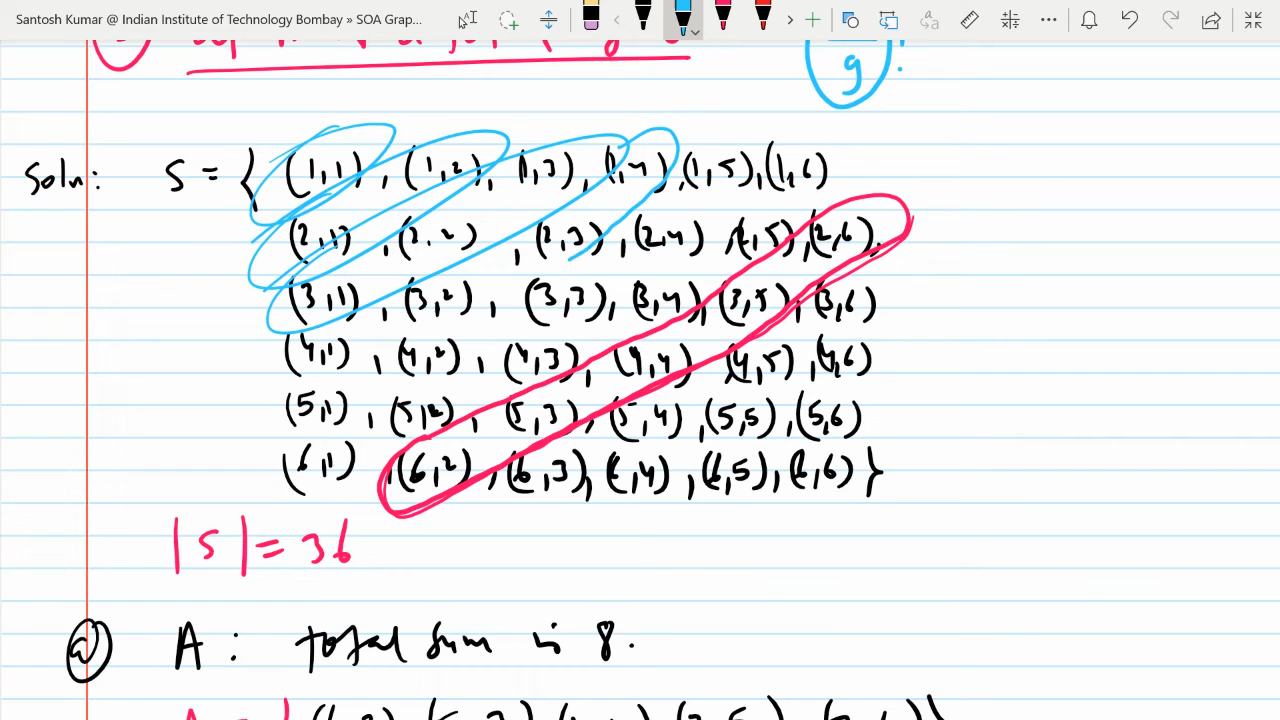 Santosh Kumar @ Indian Institute of Technology Bombay » SOA Grap...
g !
Soln: S = { (1,1), (1,2), (1,3), (1,4), (1,5), (1,6)
(2,1), (2,2), (2,3), (2,4), (2,5), (2,6),
(3,1), (3,2), (3,3), (3,4), (3,5), (3,6)
(4,1), (4,2), (4,3), (4,4), (4,5), (4,6)
(5,1), (5,2), (5,3), (5,4), (5,5), (5,6)
(6,1), (6,2), (6,3), (6,4), (6,5), (6,6) }
|S| = 36
a A : total sum is 8.